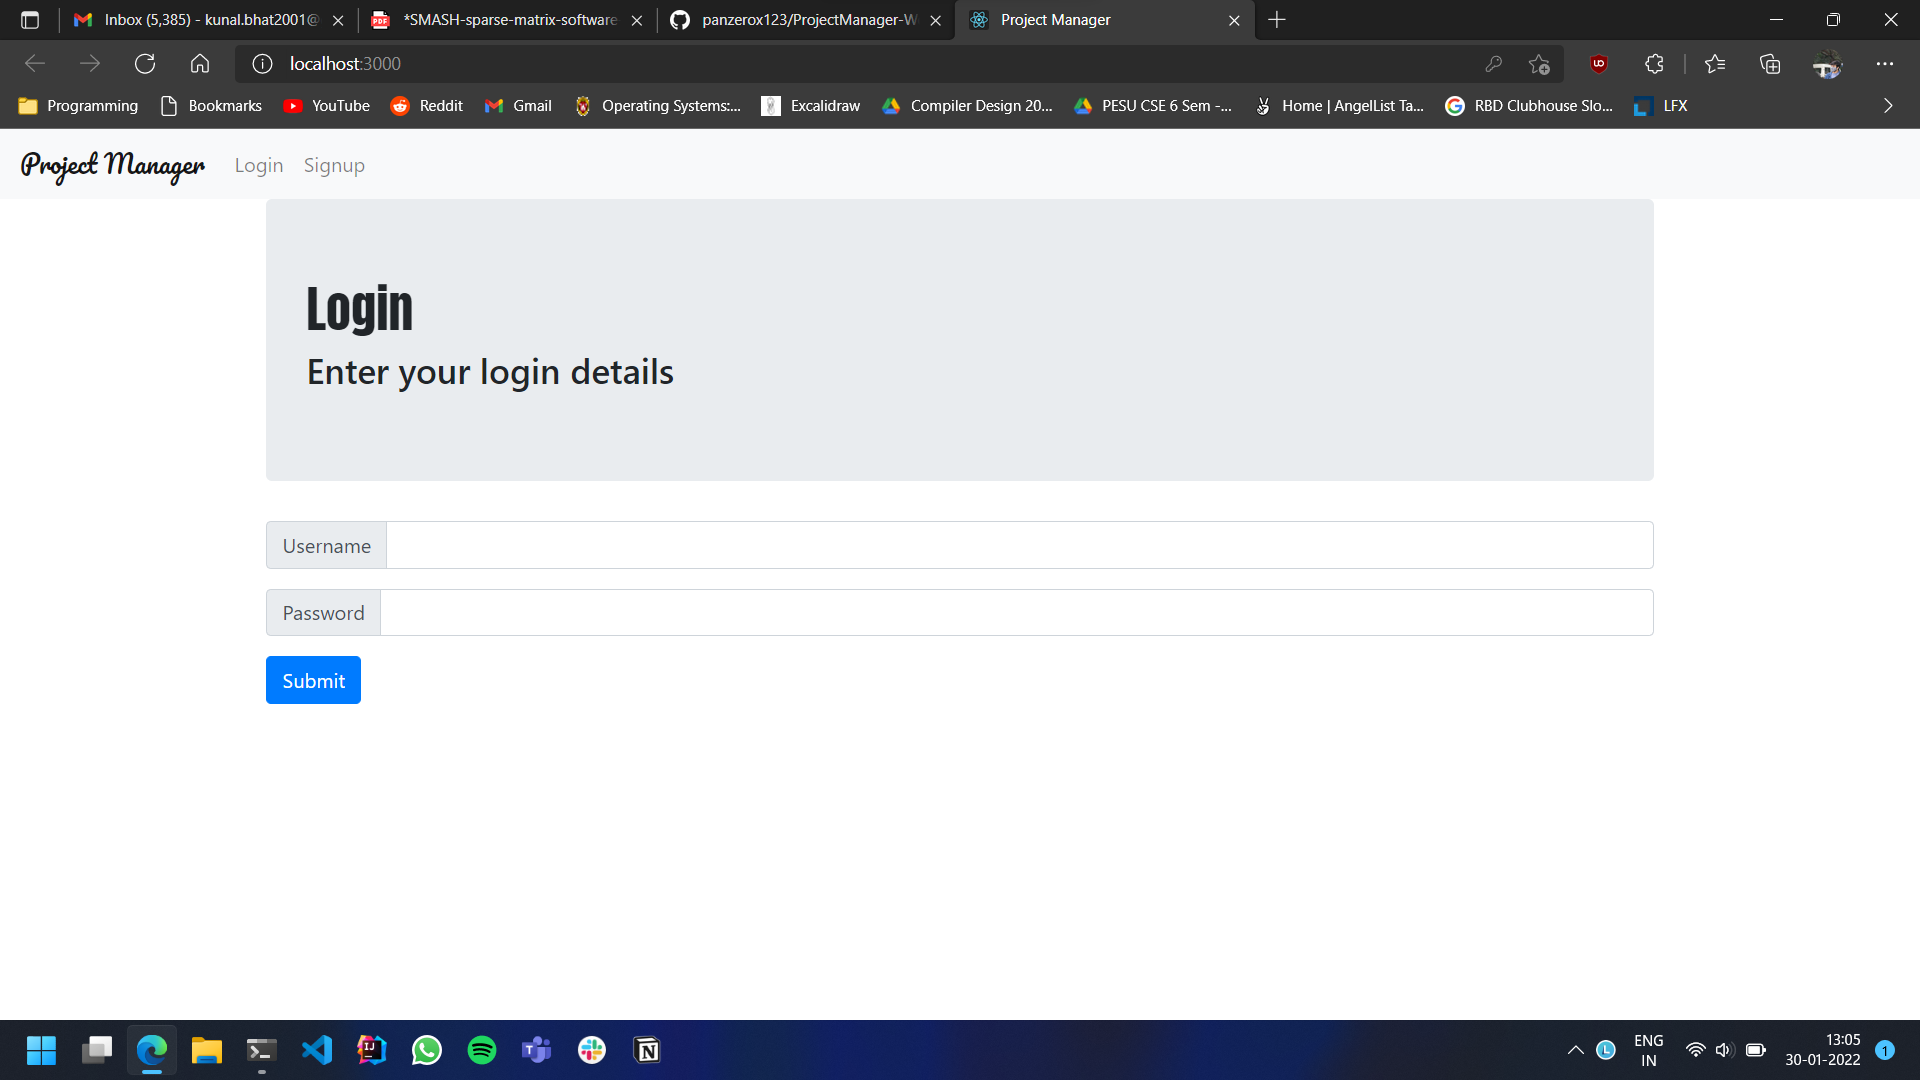 Inbox (5,385) - kunal.bhat2001@
*SMASH-sparse-matrix-software-
panzerox123/ProjectManager-W
Project Manager
localhost:3000
Programming
Bookmarks
YouTube
Reddit
Gmail
Operating Systems:...
Excalidraw
Compiler Design 20...
PESU CSE 6 Sem -...
Home | AngelList Ta...
RBD Clubhouse Slo...
LFX
Project Manager
Login
Signup
Login
Enter your login details
Username
Password
Submit
ENG
IN
13:05
30-01-2022
1